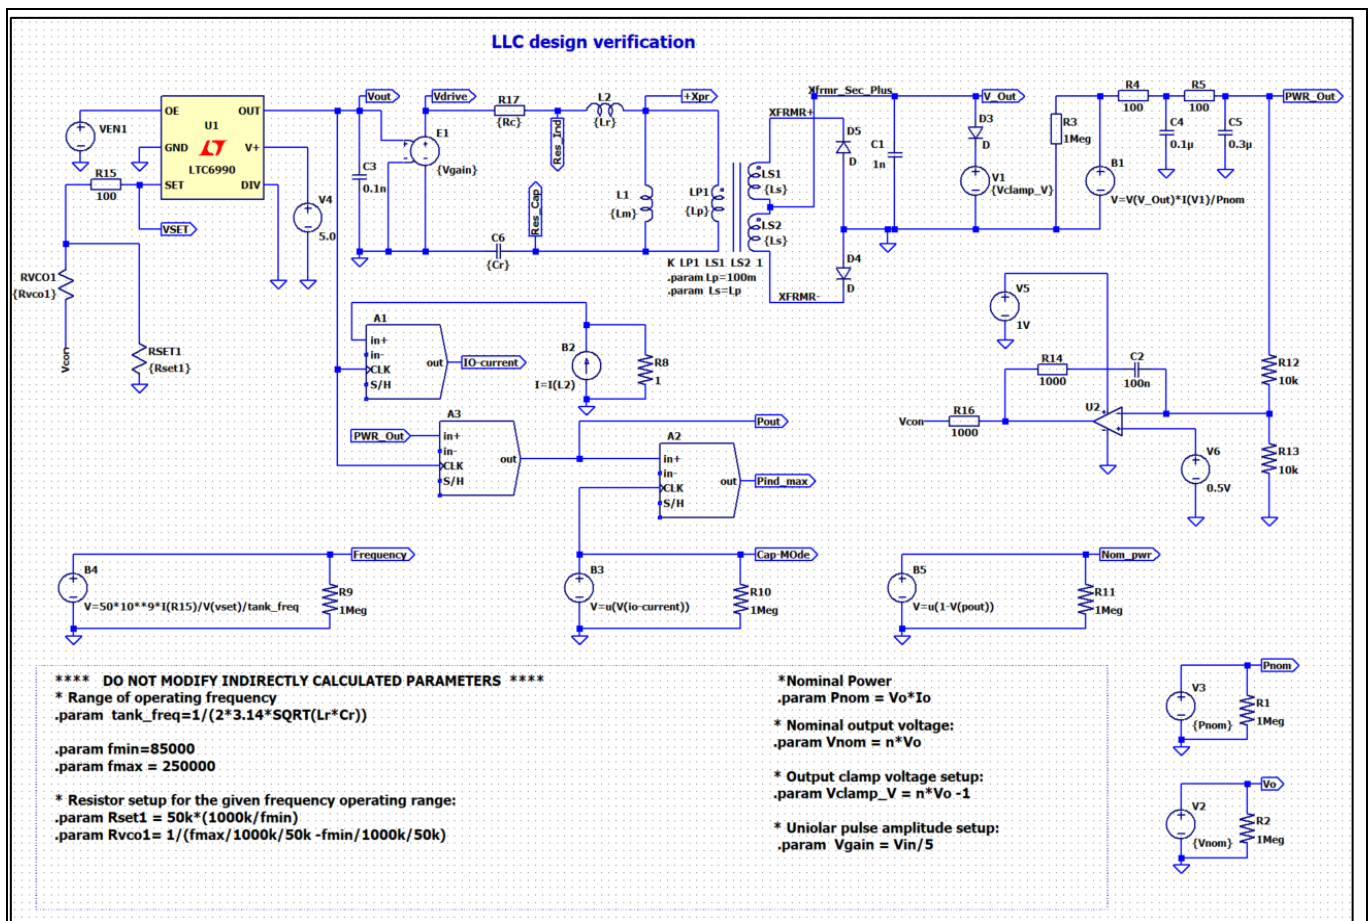 LLC design verification
OE
OUT
U1
GND
V+
LTC6990
SET
DIV
VEN1
R15
100
VSET
V4
5.0
RVCO1
{Rvco1}
Vcon
RSET1
{Rset1}
Vout
C3
0.1n
Vdrive
E1
{Vgain}
R17
{Rc}
Res_Ind
L2
{Lr}
Res_Cap
C6
{Cr}
+Xpr
L1
{Lm}
LP1
{Lp}
LS1
{Ls}
LS2
{Ls}
K LP1 LS1 LS2 1
.param Lp=100m
.param Ls=Lp
Xfrmr_Sec_Plus
XFRMR+
XFRMR-
D5
D
D4
D
C1
1n
V_Out
D3
D
V1
{Vclamp_V}
R3
1Meg
B1
V=V(V_Out)*I(V1)/Pnom
R4
100
R5
100
C4
0.1µ
C5
0.3µ
PWR_Out
A1
in+
in-
CLK
S/H
out
IO-current
B2
I=I(L2)
R8
1
A3
PWR_Out
in+
in-
CLK
S/H
out
Pout
A2
in+
in-
CLK
S/H
out
Pind_max
V5
1V
R14
1000
C2
100n
Vcon
R16
1000
U2
V6
0.5V
R12
10k
R13
10k
Frequency
B4
V=50*10**9*I(R15)/V(vset)/tank_freq
R9
1Meg
Cap-MOde
B3
V=u(V(io-current))
R10
1Meg
Nom_pwr
B5
V=u(1-V(pout))
R11
1Meg
**** DO NOT MODIFY INDIRECTLY CALCULATED PARAMETERS ****
* Range of operating frequency
.param tank_freq=1/(2*3.14*SQRT(Lr*Cr))
.param fmin=85000
.param fmax = 250000
* Resistor setup for the given frequency operating range:
.param Rset1 = 50k*(1000k/fmin)
.param Rvco1= 1/(fmax/1000k/50k -fmin/1000k/50k)
*Nominal Power
.param Pnom = Vo*Io
* Nominal output voltage:
.param Vnom = n*Vo
* Output clamp voltage setup:
.param Vclamp_V = n*Vo -1
* Uniolar pulse amplitude setup:
.param Vgain = Vin/5
Pnom
V3
{Pnom}
R1
1Meg
Vo
V2
{Vnom}
R2
1Meg